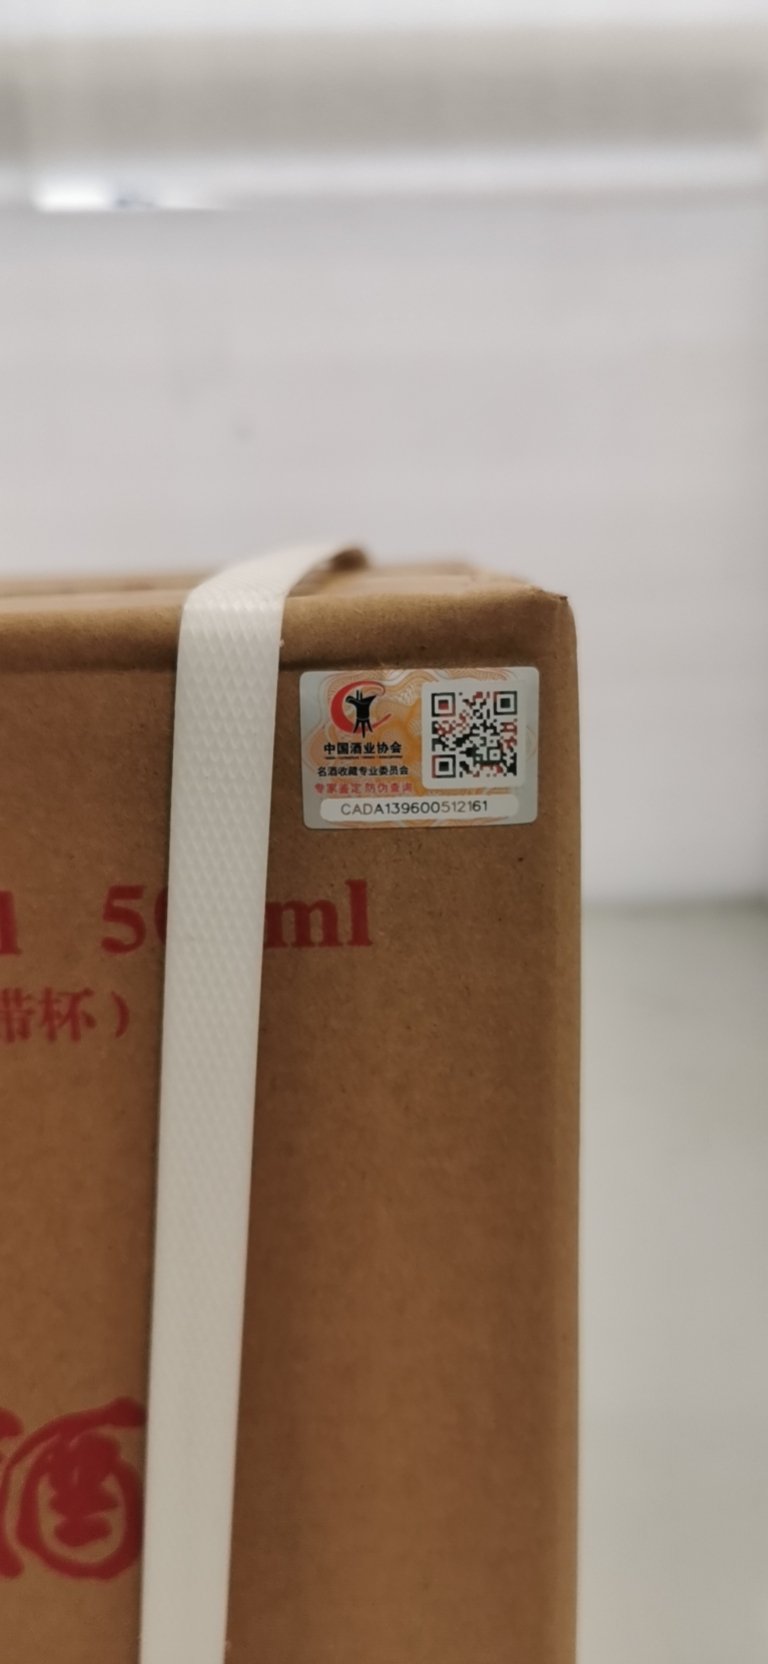 中国酒业协会
名酒收藏专业委员会
专家鉴定 防伪查询
CADA139600512161
ml
带杯）
酒